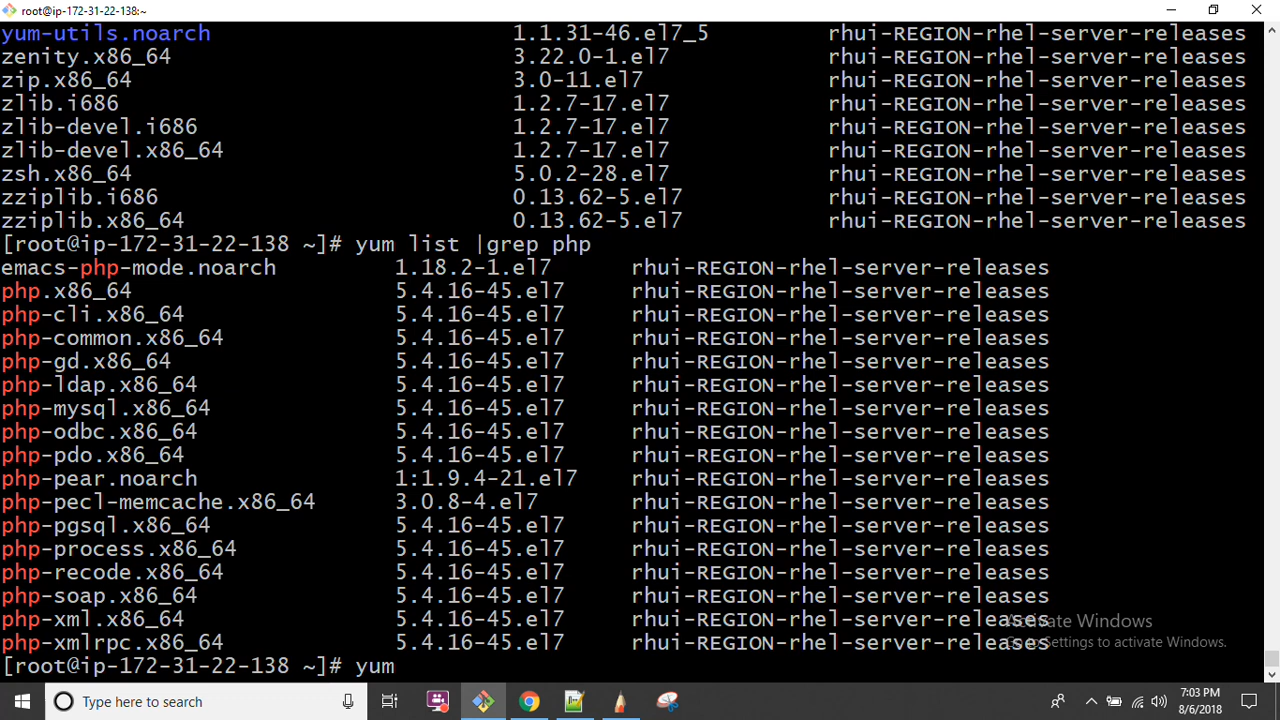 root@ip-172-31-22-138:~
yum-utils.noarch 1.1.31-46.el7_5 rhui-REGION-rhel-server-releases
zenity.x86_64 3.22.0-1.el7 rhui-REGION-rhel-server-releases
zip.x86_64 3.0-11.el7 rhui-REGION-rhel-server-releases
zlib.i686 1.2.7-17.el7 rhui-REGION-rhel-server-releases
zlib-devel.i686 1.2.7-17.el7 rhui-REGION-rhel-server-releases
zlib-devel.x86_64 1.2.7-17.el7 rhui-REGION-rhel-server-releases
zsh.x86_64 5.0.2-28.el7 rhui-REGION-rhel-server-releases
zziplib.i686 0.13.62-5.el7 rhui-REGION-rhel-server-releases
zziplib.x86_64 0.13.62-5.el7 rhui-REGION-rhel-server-releases
[root@ip-172-31-22-138 ~]# yum list |grep php
emacs-php-mode.noarch 1.18.2-1.el7 rhui-REGION-rhel-server-releases
php.x86_64 5.4.16-45.el7 rhui-REGION-rhel-server-releases
php-cli.x86_64 5.4.16-45.el7 rhui-REGION-rhel-server-releases
php-common.x86_64 5.4.16-45.el7 rhui-REGION-rhel-server-releases
php-gd.x86_64 5.4.16-45.el7 rhui-REGION-rhel-server-releases
php-ldap.x86_64 5.4.16-45.el7 rhui-REGION-rhel-server-releases
php-mysql.x86_64 5.4.16-45.el7 rhui-REGION-rhel-server-releases
php-odbc.x86_64 5.4.16-45.el7 rhui-REGION-rhel-server-releases
php-pdo.x86_64 5.4.16-45.el7 rhui-REGION-rhel-server-releases
php-pear.noarch 1:1.9.4-21.el7 rhui-REGION-rhel-server-releases
php-pecl-memcache.x86_64 3.0.8-4.el7 rhui-REGION-rhel-server-releases
php-pgsql.x86_64 5.4.16-45.el7 rhui-REGION-rhel-server-releases
php-process.x86_64 5.4.16-45.el7 rhui-REGION-rhel-server-releases
php-recode.x86_64 5.4.16-45.el7 rhui-REGION-rhel-server-releases
php-soap.x86_64 5.4.16-45.el7 rhui-REGION-rhel-server-releases
php-xml.x86_64 5.4.16-45.el7 rhui-REGION-rhel-server-releases
php-xmlrpc.x86_64 5.4.16-45.el7 rhui-REGION-rhel-server-releases
[root@ip-172-31-22-138 ~]# yum
Activate Windows
Go to Settings to activate Windows.
Type here to search
7:03 PM
8/6/2018